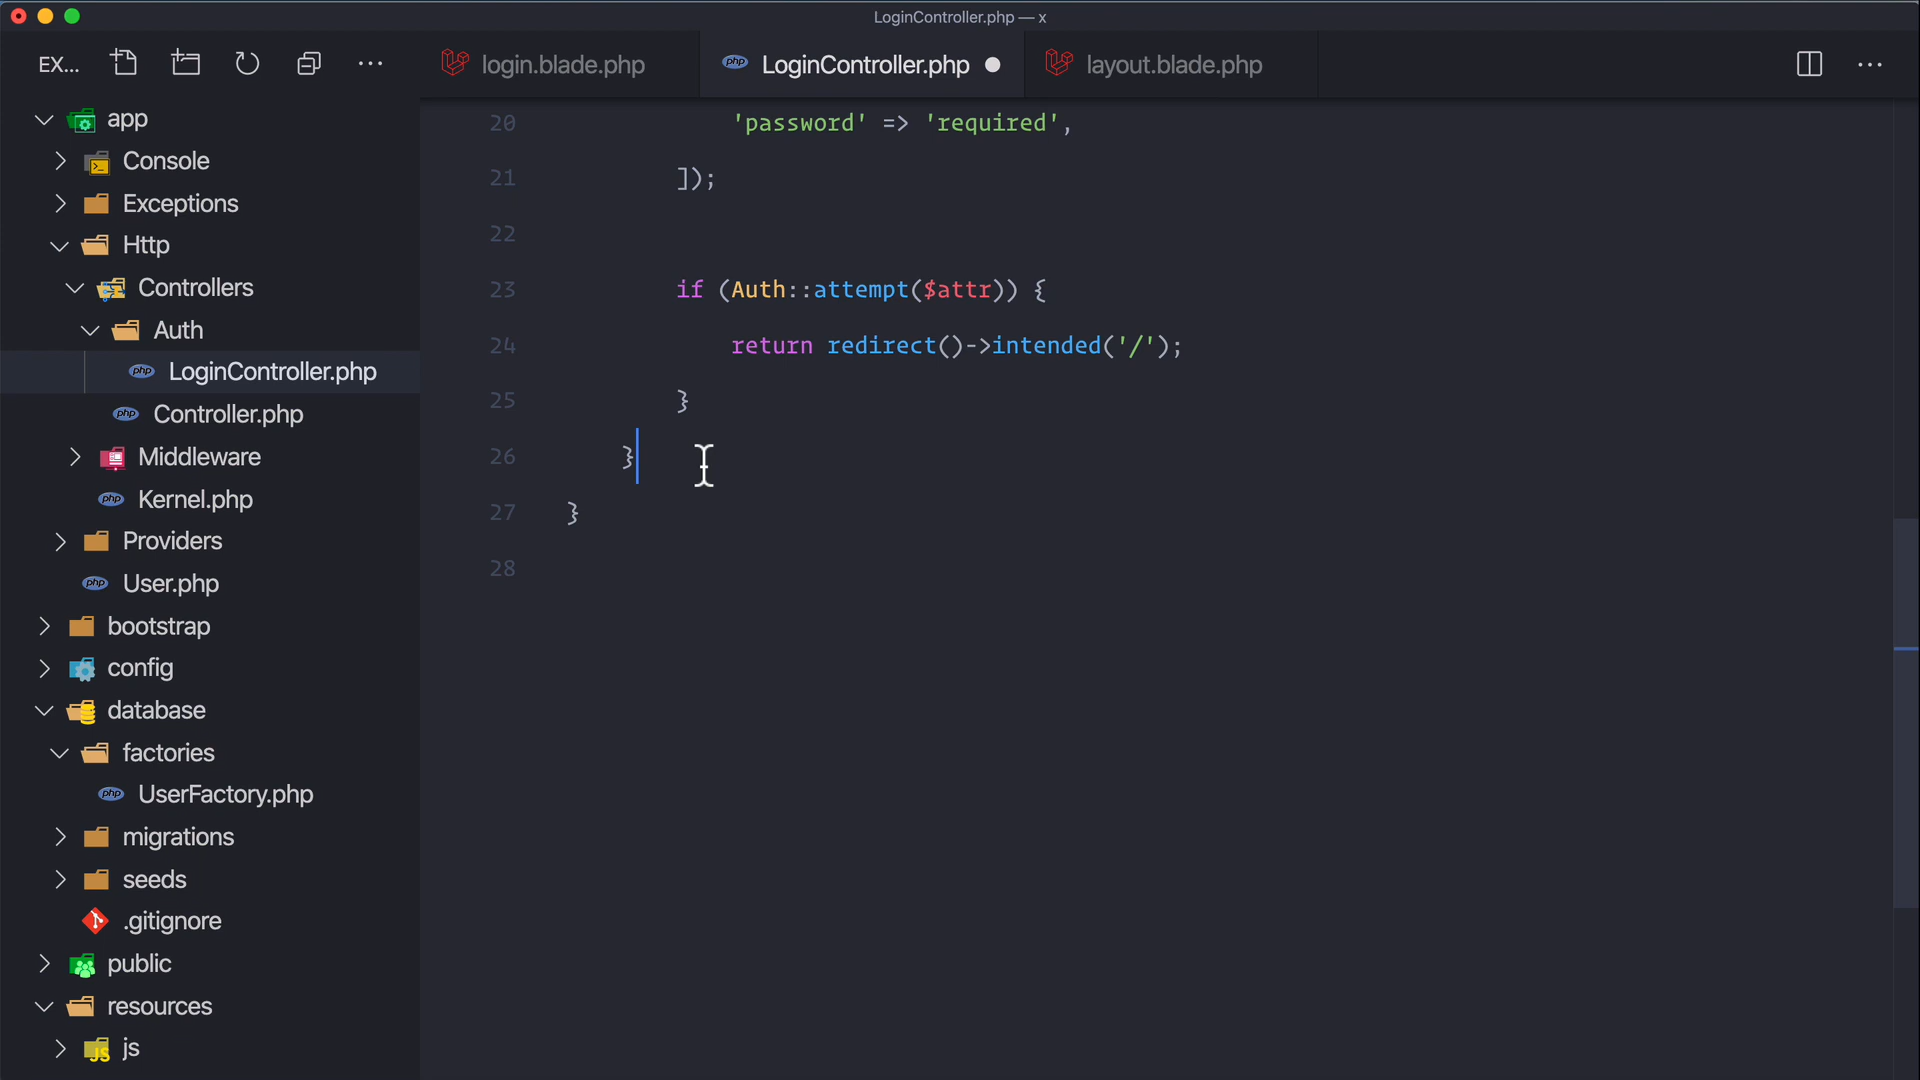 LoginController.php — x
EX...
login.blade.php
LoginController.php
layout.blade.php
app
Console
Exceptions
Http
Controllers
Auth
LoginController.php
Controller.php
Middleware
Kernel.php
Providers
User.php
bootstrap
config
database
factories
UserFactory.php
migrations
seeds
.gitignore
public
resources
js
20 'password' => 'required',
21 ]);
22
23 if (Auth::attempt($attr)) {
24 return redirect()->intended('/');
25 }
26 }
27 }
28